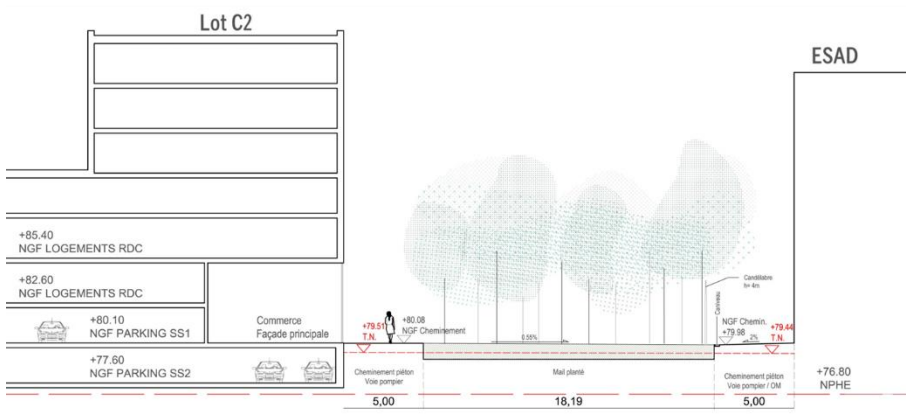 Lot C2
ESAD
+85.40
NGF LOGEMENTS RDC
+82.60
NGF LOGEMENTS RDC
+80.10
NGF PARKING SS1
Commerce
Façade principale
+79.51
T.N.
+80.08
NGF Cheminement
0.55%
Candélabre
h= 4m
Caniveau
NGF Chemin.
+79.98
2%
+79.44
T.N.
+77.60
NGF PARKING SS2
Cheminement piéton
Voie pompier
Mail planté
Cheminement piéton
Voie pompier / OM
+76.80
NPHE
5,00
18,19
5,00